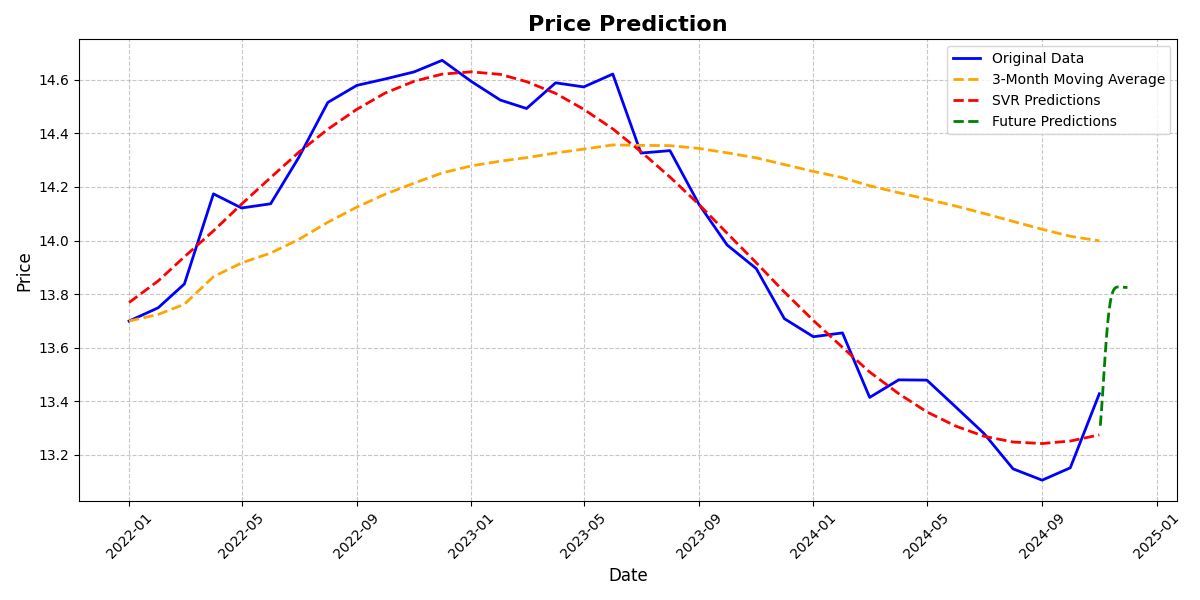 Price Prediction
Original Data
3-Month Moving Average
SVR Predictions
Future Predictions
Price
14.6
14.4
14.2
14.0
13.8
13.6
13.4
13.2
2022-01
2022-05
2022-09
2023-01
2023-05
2023-09
2024-01
2024-05
2024-09
2025-01
Date